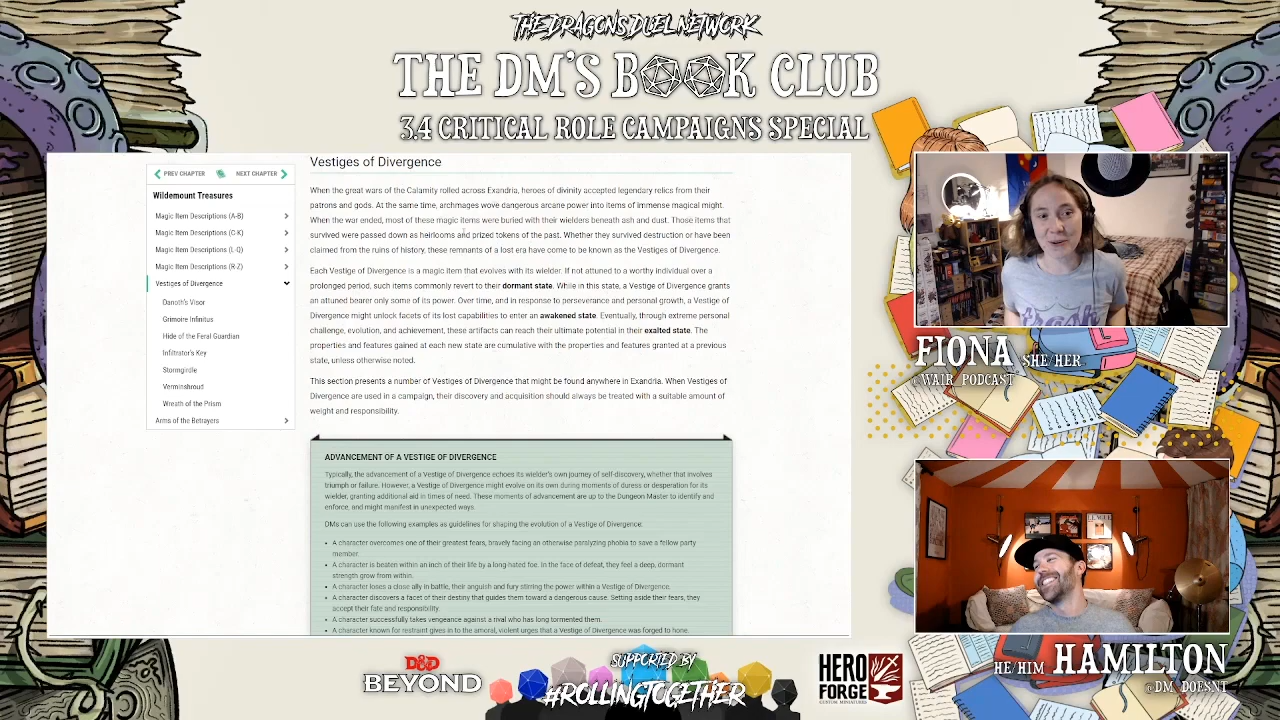 THE DRAGONS DUEL NETWORK
THE DM'S BOOK CLUB
3.4 CRITICAL ROLE CAMPAIGNS SPECIAL
PREV CHAPTER
NEXT CHAPTER
Wildemount Treasures
Magic Item Descriptions (A-B)
Magic Item Descriptions (C-K)
Magic Item Descriptions (L-Q)
Magic Item Descriptions (R-Z)
Vestiges of Divergence
Danoth's Visor
Grimoire Infinitus
Hide of the Feral Guardian
Infiltrator's Key
Stormgirdle
Verminshroud
Wreath of the Prism
Arms of the Betrayers
Vestiges of Divergence
When the great wars of the Calamity rolled across Exandria, heroes of divinity accepted legendary relics from their
patrons and gods. At the same time, archmages wove dangerous arcane power into items of immense magical might.
When the war ended, most of these magic items were buried with their wielders beneath ash and dust. Those items that
survived were passed down as heirlooms and prized tokens of the past. Whether they survived destruction or have been
claimed from the ruins of history, these remnants of a lost era have come to be known as the Vestiges of Divergence.
Each Vestige of Divergence is a magic item that evolves with its wielder. If not attuned to a worthy individual over a
prolonged period, such items commonly revert to their dormant state. While in this state, a Vestige of Divergence grants
an attuned bearer only some of its power. Over time, and in response to perseverance and personal growth, a Vestige of
Divergence might unlock facets of its lost capabilities to enter an awakened state. Eventually, through extreme personal
challenge, evolution, and achievement, these artifacts can reach their ultimate potential in their exalted state. The
properties and features gained at each new state are cumulative with the properties and features granted at a previous
state, unless otherwise noted.
This section presents a number of Vestiges of Divergence that might be found anywhere in Exandria. When Vestiges of
Divergence are used in a campaign, their discovery and acquisition should always be treated with a suitable amount of
weight and responsibility.
ADVANCEMENT OF A VESTIGE OF DIVERGENCE
Typically, the advancement of a Vestige of Divergence echoes its wielder's own journey of self-discovery, whether that involves
triumph or failure. However, a Vestige of Divergence might evolve on its own during moments of duress or desperation for its
wielder, granting additional aid in times of need. These moments of advancement are up to the Dungeon Master to identify and
enforce, and might manifest in unexpected ways.
DMs can use the following examples as guidelines for shaping the evolution of a Vestige of Divergence.
• A character overcomes one of their greatest fears, bravely facing an otherwise paralyzing phobia to save a fellow party
member.
• A character is beaten within an inch of their life by a long-hated foe. In the face of defeat, they feel a deep, dormant
strength grow from within.
• A character loses a close ally in battle, their anguish and fury stirring the power within a Vestige of Divergence.
• A character discovers a facet of their destiny that guides them toward a dangerous cause. Setting aside their fears, they
accept their fate and responsibility.
• A character successfully takes vengeance against a rival who has long tormented them.
• A character known for restraint gives in to the amoral, violent urges that a Vestige of Divergence was forged to hone.
FIONA SHE/HER
@WAIR_PODCAST
HE/HIM HAMILTON
@DM_DOESNT
D&D
BEYOND
SUPPORTED BY
#ROLLINGTOGETHER
HERO
FORGE
CUSTOM MINIATURES